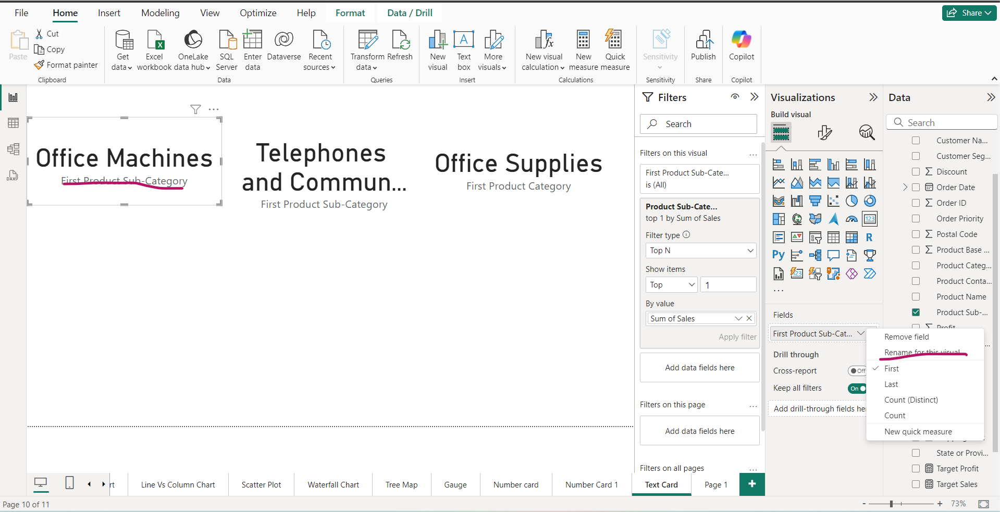 File Home Insert Modeling View Optimize Help Format Data / Drill Share
Paste
Cut
Copy
Format painter
Clipboard
Get data
Excel workbook
OneLake data hub
SQL Server
Enter data
Dataverse
Recent sources
Data
Transform data
Refresh
Queries
New visual
Text box
More visuals
Insert
New visual calculation
New measure
Quick measure
Calculations
Sensitivity
Sensitivity
Publish
Share
Copilot
Copilot
DAX
Office Machines
First Product Sub-Category
Telephones
and Commun...
First Product Sub-Category
Office Supplies
First Product Category
Filters
Search
Filters on this visual ...
First Product Sub-Cate...
is (All)
Product Sub-Cate...
top 1 by Sum of Sales
Filter type
Top N
Show items
Top 1
By value
Sum of Sales
Apply filter
Add data fields here
Filters on this page ...
Add data fields here
Filters on all pages ...
Visualizations
Build visual
123
R
Py
123
...
Fields
First Product Sub-Cat...
Drill through
Cross-report Off
Keep all filters On
Add drill-through fields her
Remove field
Rename for this visual
First
Last
Count (Distinct)
Count
New quick measure
Data
Search
Customer Na...
Customer Seg...
Discount
Order Date
Order ID
Order Priority
Postal Code
Product Base ...
Product Categ...
Product Conta...
Product Name
Product Sub-...
Profit
State or Provi...
Target Profit
Target Sales
rt Line Vs Column Chart Scatter Plot Waterfall Chart Tree Map Gauge Number card Number Card 1 Text Card Page 1 +
Page 10 of 11
- + 73%